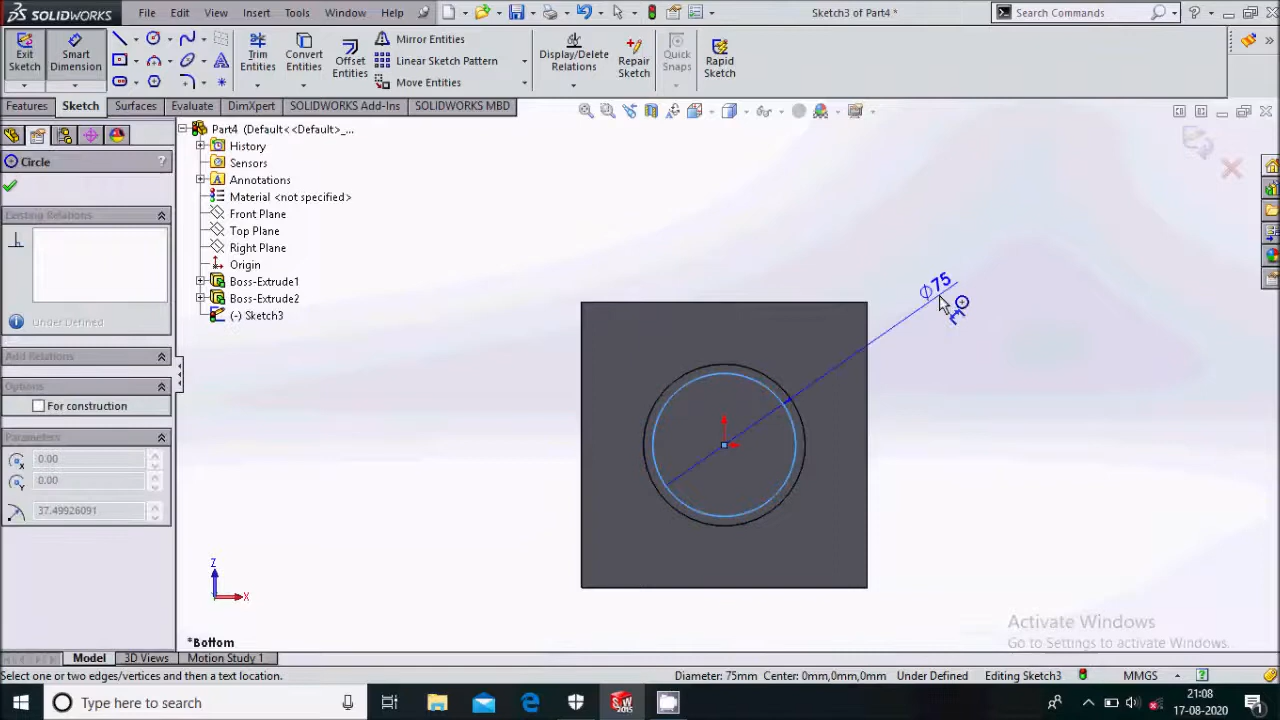 SOLIDWORKS File Edit View Insert Tools Window Help Sketch3 of Part4 * Search Commands
Exit Sketch
Smart Dimension
Trim Entities
Convert Entities
Offset Entities
Mirror Entities
Linear Sketch Pattern
Move Entities
Display/Delete Relations
Repair Sketch
Quick Snaps
Rapid Sketch
Features Sketch Surfaces Evaluate DimXpert SOLIDWORKS Add-Ins SOLIDWORKS MBD
Circle ?
Existing Relations
Under Defined
Add Relations
Options
For construction
Parameters
0.00
0.00
37.49926091
Part4 (Default<<Default>_...
History
Sensors
Annotations
Material <not specified>
Front Plane
Top Plane
Right Plane
Origin
Boss-Extrude1
Boss-Extrude2
(-) Sketch3
∅75
Z
X
*Bottom
Activate Windows
Go to Settings to activate Windows.
Model 3D Views Motion Study 1
Select one or two edges/vertices and then a text location. Diameter: 75mm Center: 0mm,0mm,0mm Under Defined Editing Sketch3 MMGS
Type here to search
SW
2015
21:08
17-08-2020
1